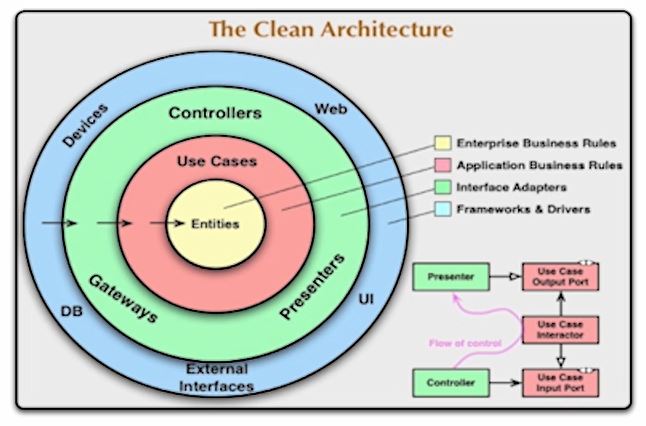 The Clean Architecture
Devices
Web
Controllers
Use Cases
Entities
Gateways
Presenters
DB
UI
External
Interfaces
Enterprise Business Rules
Application Business Rules
Interface Adapters
Frameworks & Drivers
Presenter
Use Case
Output Port
Use Case
Interactor
Flow of control
Controller
Use Case
Input Port